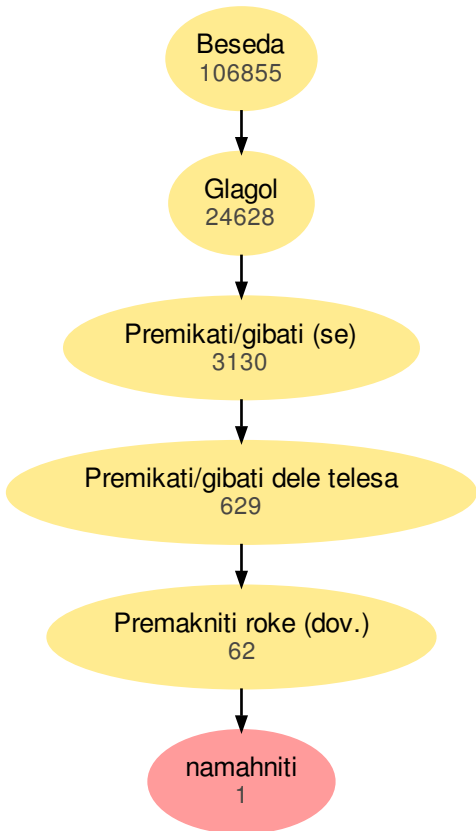 Beseda
106855
Glagol
24628
Premikati/gibati (se)
3130
Premikati/gibati dele telesa
629
Premakniti roke (dov.)
62
namahniti
1